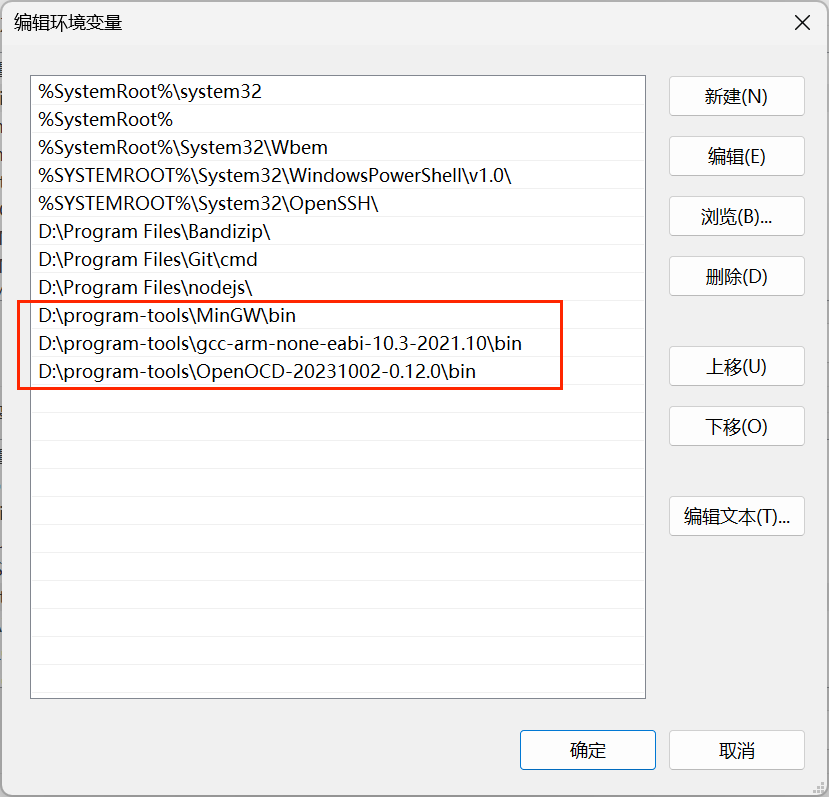 编辑环境变量
%SystemRoot%\system32
%SystemRoot%
%SystemRoot%\System32\Wbem
%SYSTEMROOT%\System32\WindowsPowerShell\v1.0\
%SYSTEMROOT%\System32\OpenSSH\
D:\Program Files\Bandizip\
D:\Program Files\Git\cmd
D:\Program Files\nodejs\
D:\program-tools\MinGW\bin
D:\program-tools\gcc-arm-none-eabi-10.3-2021.10\bin
D:\program-tools\OpenOCD-20231002-0.12.0\bin
新建(N)
编辑(E)
浏览(B)...
删除(D)
上移(U)
下移(O)
编辑文本(T)...
确定
取消